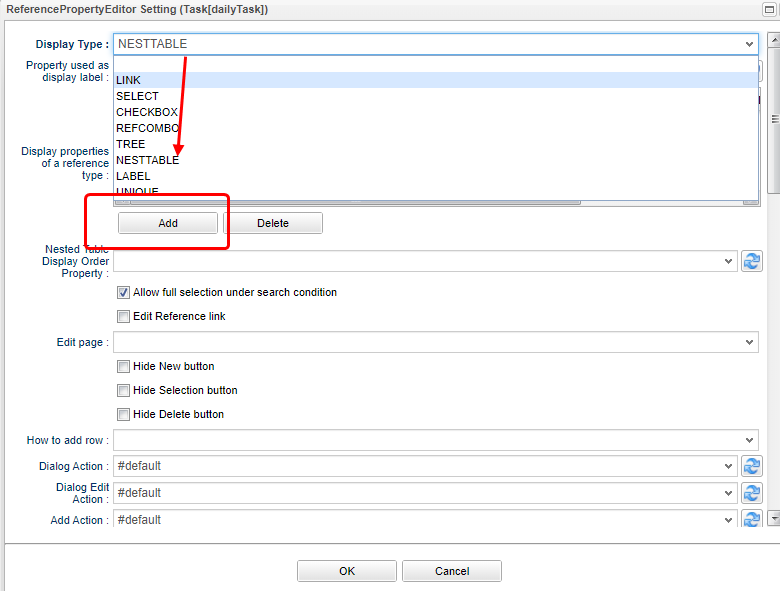 ReferencePropertyEditor Setting (Task[dailyTask])
Display Type :
NESTTABLE
Property used as
display label :
LINK
SELECT
CHECKBOX
REFCOMBO
TREE
NESTTABLE
LABEL
UNIQUE
Display properties
of a reference
type :
Add
Delete
Nested Table
Display Order
Property :
Allow full selection under search condition
Edit Reference link
Edit page :
Hide New button
Hide Selection button
Hide Delete button
How to add row :
Dialog Action :
#default
Dialog Edit
Action :
#default
Add Action :
#default
OK
Cancel